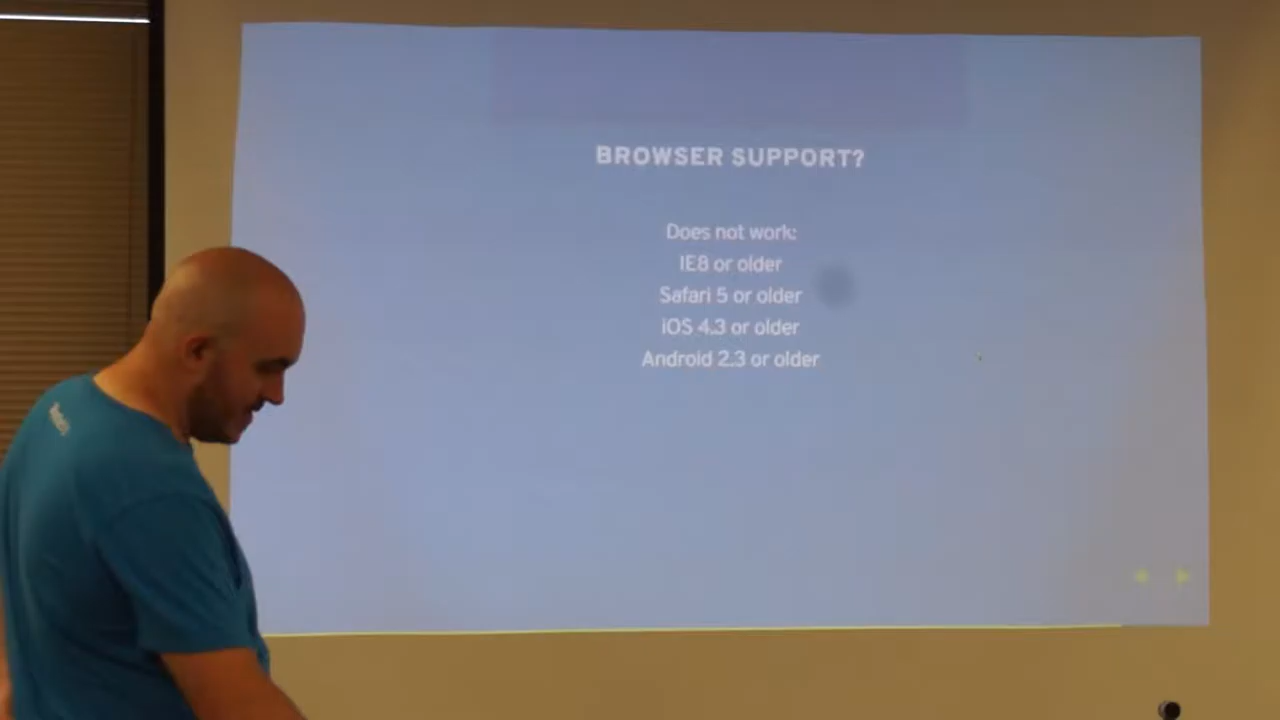 BROWSER SUPPORT?
Does not work:
IE8 or older
Safari 5 or older
iOS 4.3 or older
Android 2.3 or older